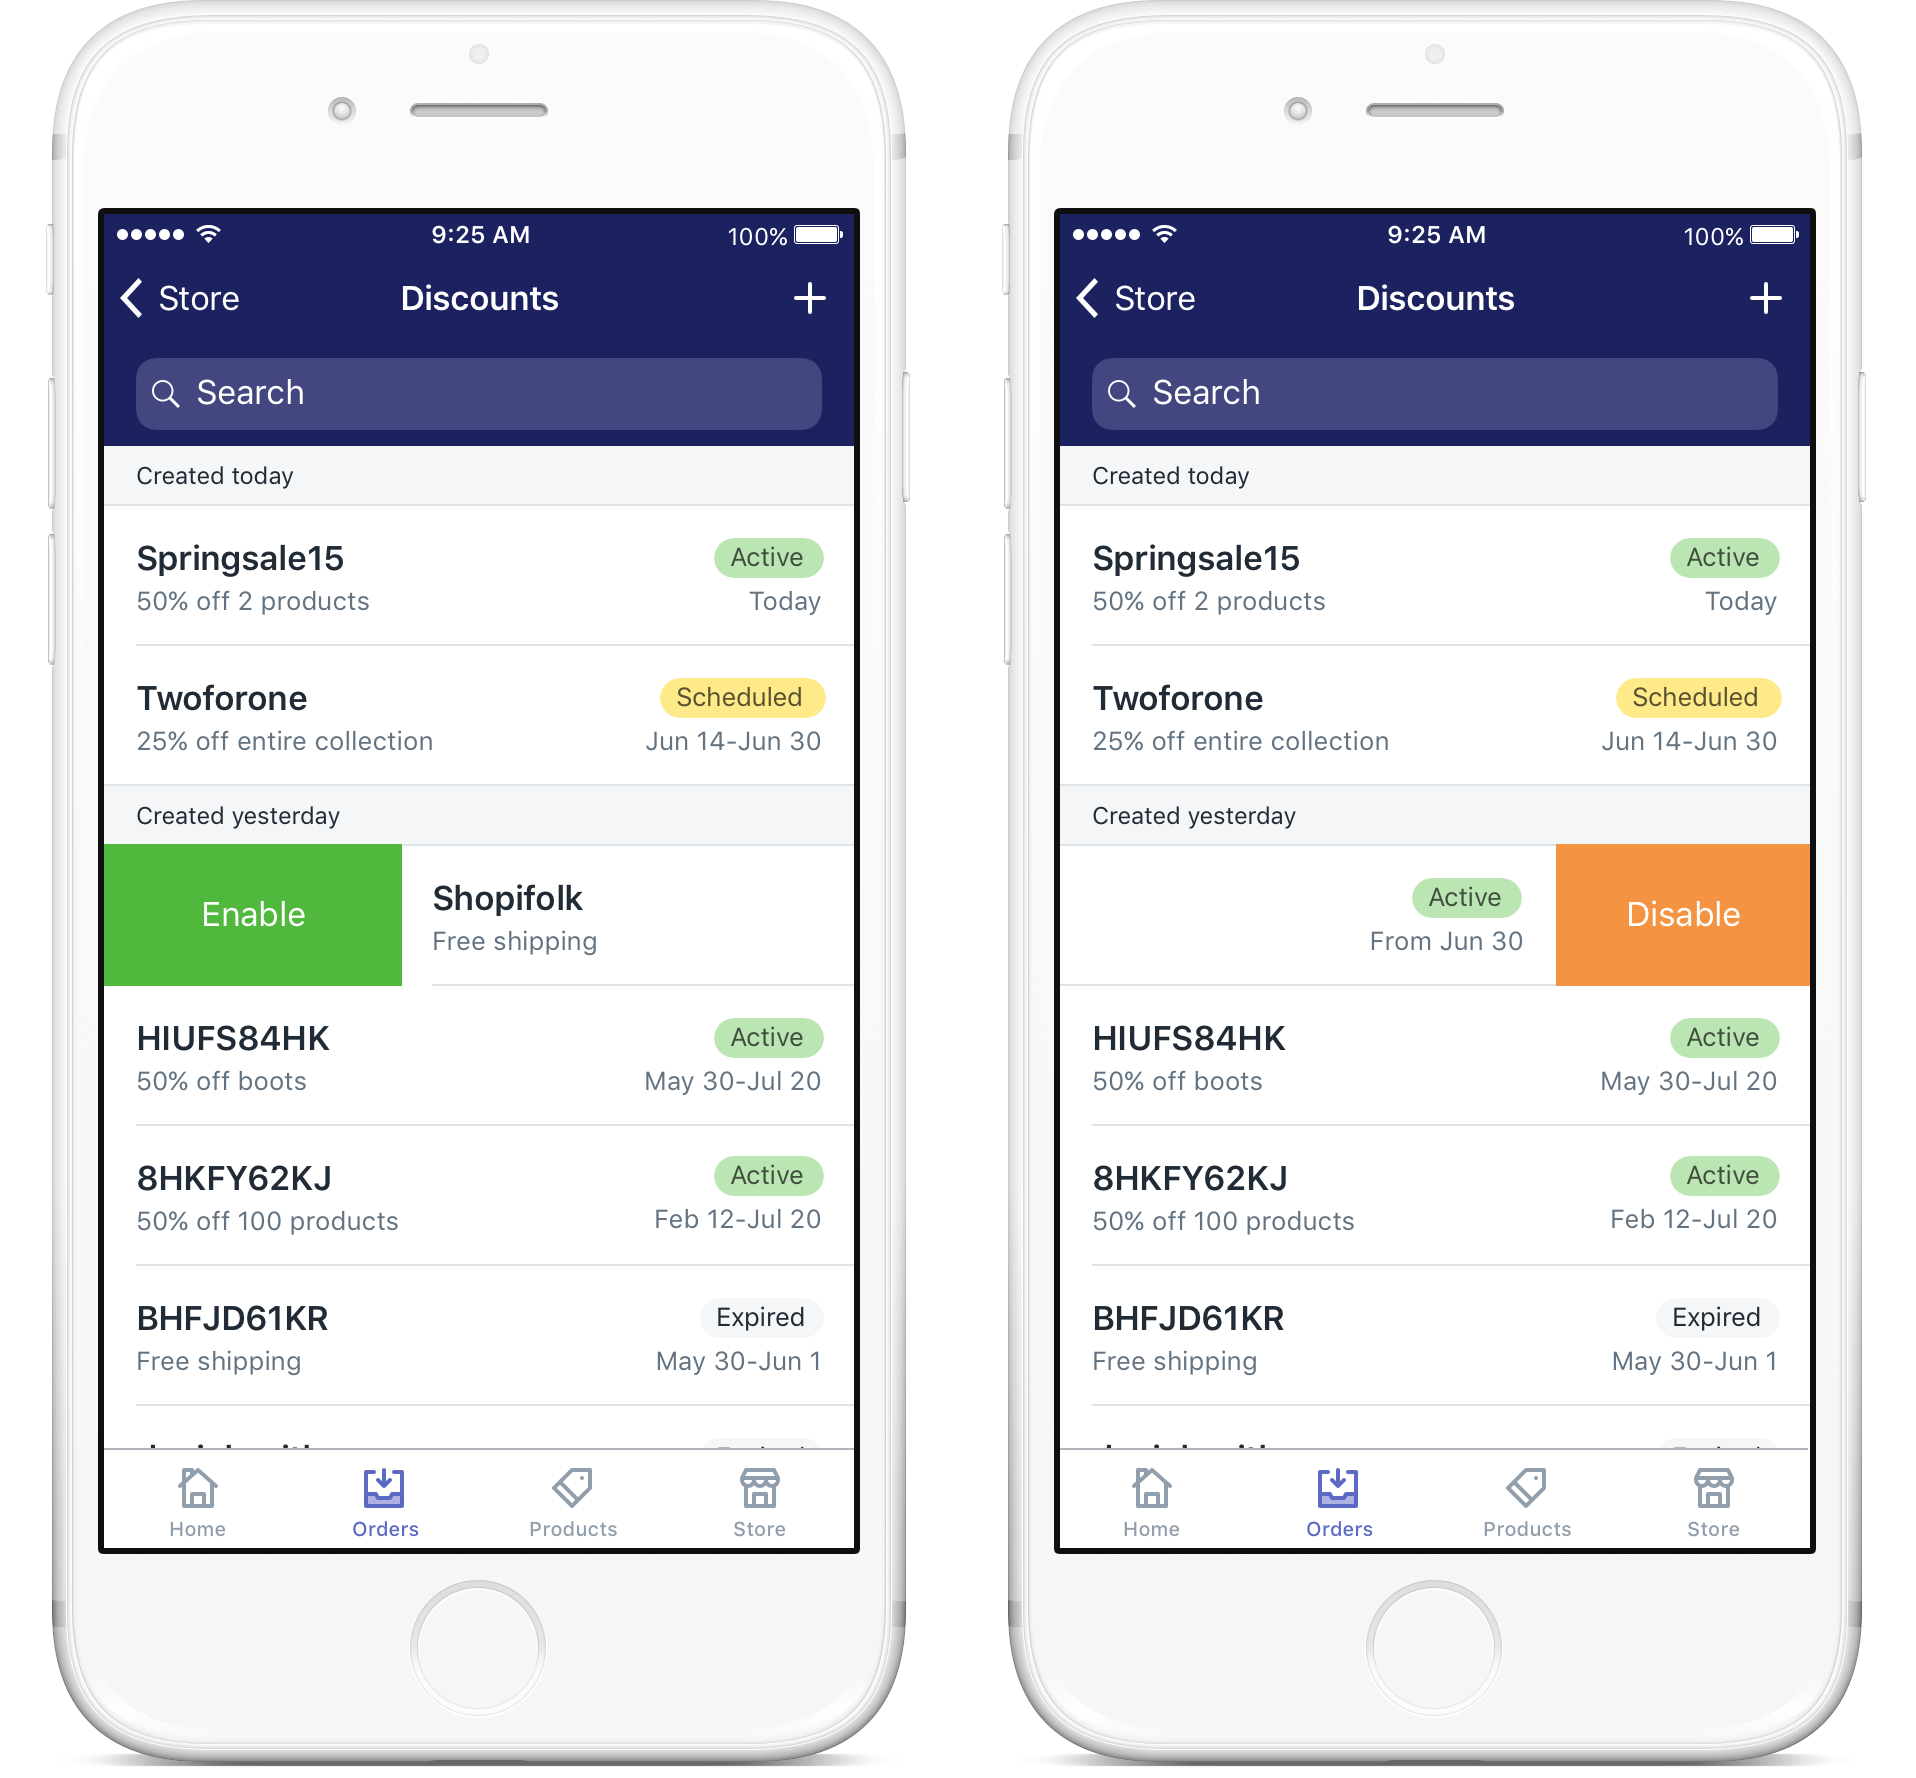 9:25 AM 100%
Store Discounts
Search
Created today
Springsale15 Active
50% off 2 products Today
Twoforone Scheduled
25% off entire collection Jun 14-Jun 30
Created yesterday
Enable Shopifolk
Free shipping
HIUFS84HK Active
50% off boots May 30-Jul 20
8HKFY62KJ Active
50% off 100 products Feb 12-Jul 20
BHFJD61KR Expired
Free shipping May 30-Jun 1
Home Orders Products Store
9:25 AM 100%
Store Discounts
Search
Created today
Springsale15 Active
50% off 2 products Today
Twoforone Scheduled
25% off entire collection Jun 14-Jun 30
Created yesterday
Active Disable
From Jun 30
HIUFS84HK Active
50% off boots May 30-Jul 20
8HKFY62KJ Active
50% off 100 products Feb 12-Jul 20
BHFJD61KR Expired
Free shipping May 30-Jun 1
Home Orders Products Store